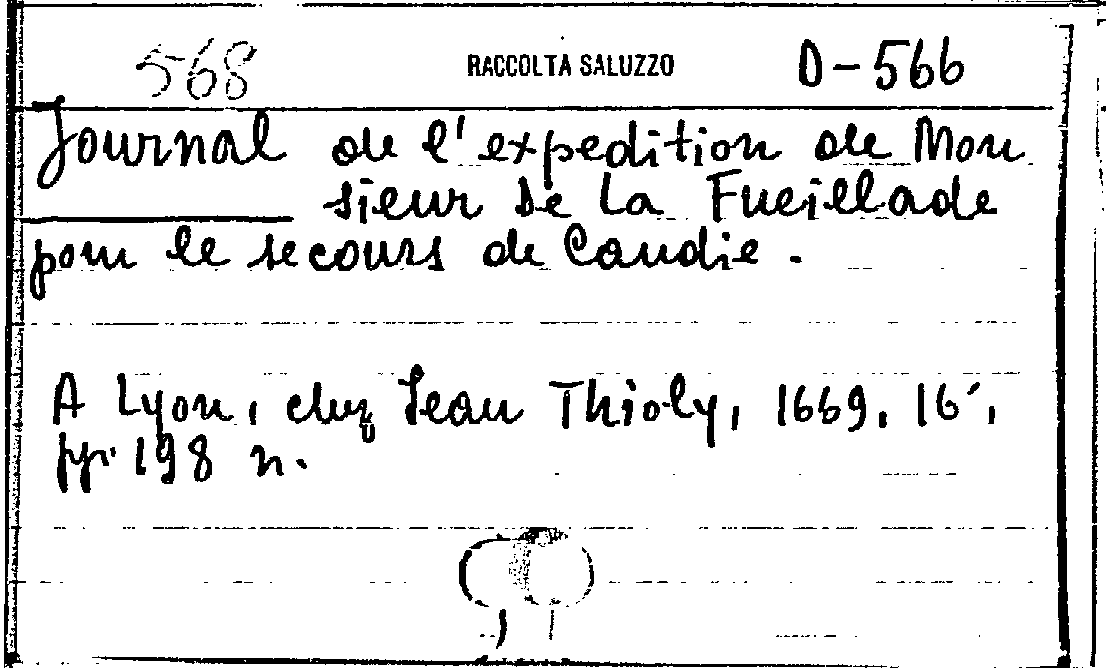 568 RACCOLTA SALUZZO D-566
Journal de l'expedition de Mon
sieur de La Fueillade
pour le secours de Candie.
A Lyon, chez Jean Thioly, 1669, 16°,
pp. 198 n.